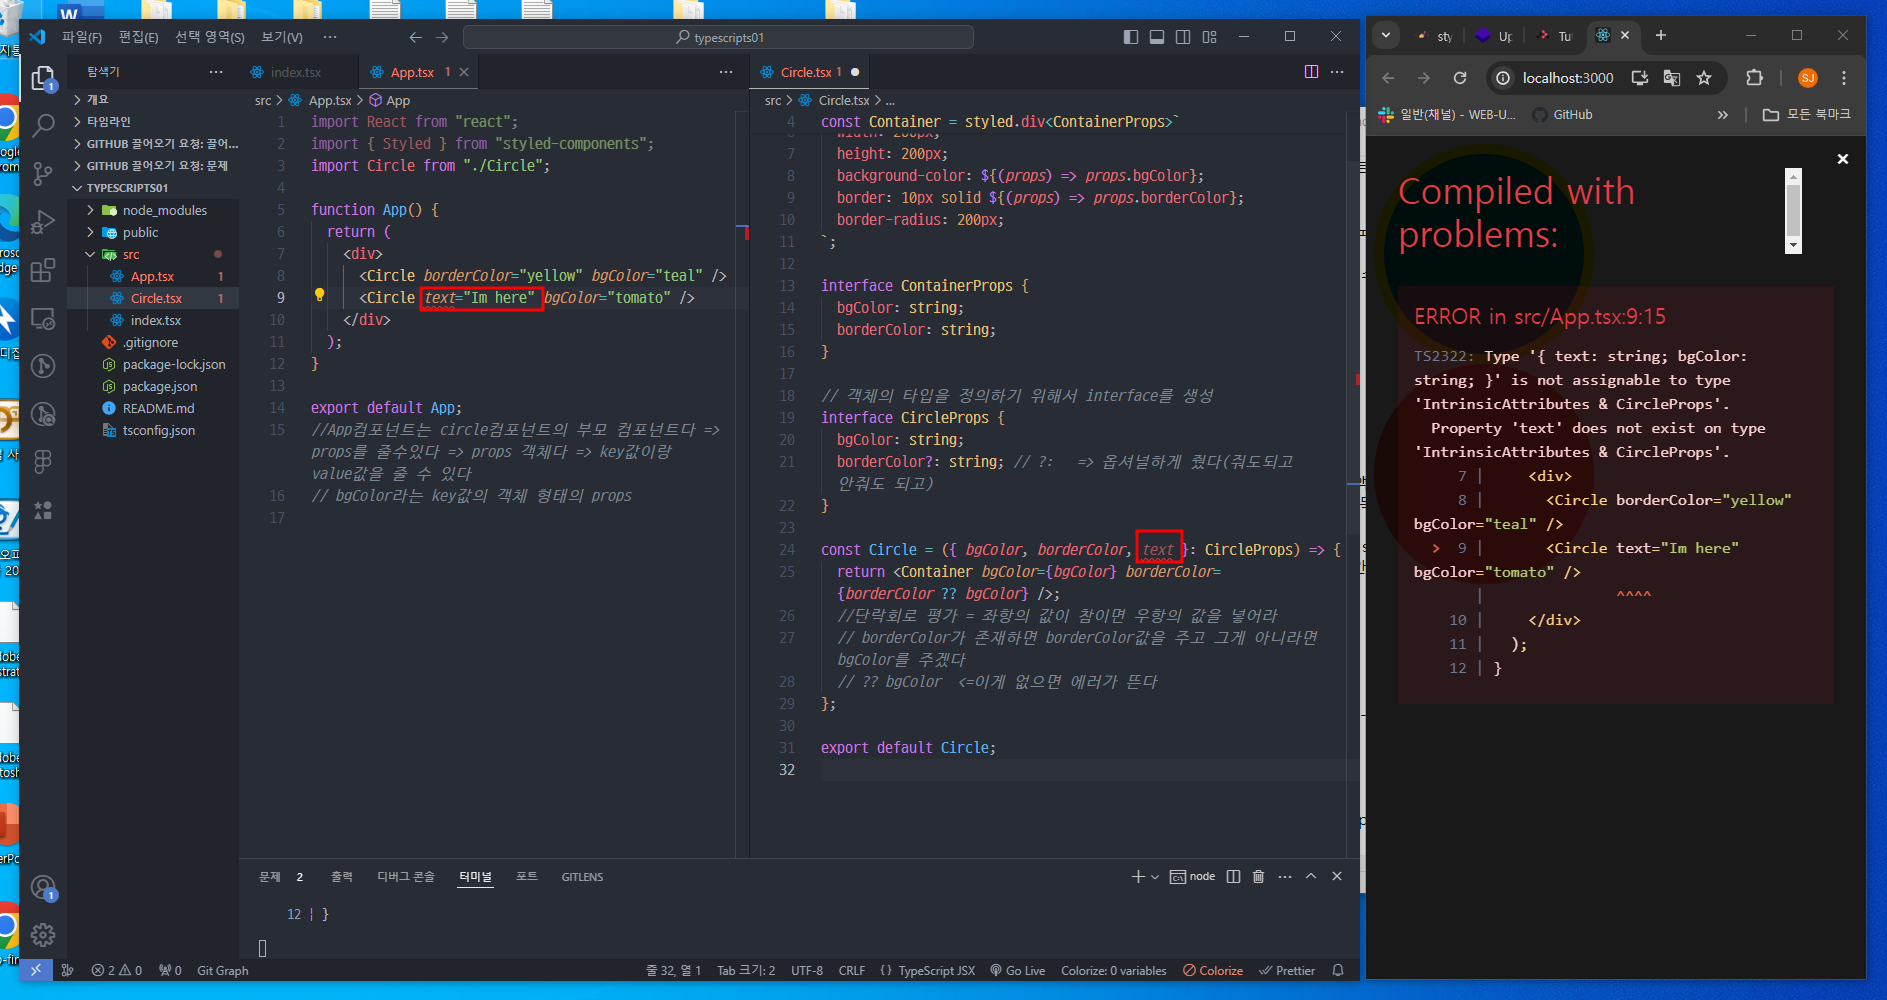 파일(F) 편집(E) 선택 영역(S) 보기(V) ··· typescripts01
탐색기 ···
개요
타임라인
GITHUB 끌어오기 요청: 끌어...
GITHUB 끌어오기 요청: 문제
TYPESCRIPTS01
node_modules
public
src
App.tsx 1
Circle.tsx 1
index.tsx
.gitignore
package-lock.json
package.json
README.md
tsconfig.json
index.tsx App.tsx 1
src > App.tsx > App
1 import React from "react";
2 import { Styled } from "styled-components";
3 import Circle from "./Circle";
4
5 function App() {
6 return (
7 <div>
8 <Circle borderColor="yellow" bgColor="teal" />
9 <Circle text="Im here" bgColor="tomato" />
10 </div>
11 );
12 }
13
14 export default App;
15 //App컴포넌트는 circle컴포넌트의 부모 컴포넌트다 =>
props를 줄수있다 => props 객체다 => key값이랑
value값을 줄 수 있다
16 // bgColor라는 key값의 객체 형태의 props
17
Circle.tsx 1
src > Circle.tsx > ...
4 const Container = styled.div<ContainerProps>`
width: 200px;
7 height: 200px;
8 background-color: ${(props) => props.bgColor};
9 border: 10px solid ${(props) => props.borderColor};
10 border-radius: 200px;
11 `;
12
13 interface ContainerProps {
14 bgColor: string;
15 borderColor: string;
16 }
17
18 // 객체의 타입을 정의하기 위해서 interface를 생성
19 interface CircleProps {
20 bgColor: string;
21 borderColor?: string; // ?: => 옵셔널하게 줬다(줘도되고
안줘도 되고)
22 }
23
24 const Circle = ({ bgColor, borderColor, text }: CircleProps) => {
25 return <Container bgColor={bgColor} borderColor=
{borderColor ?? bgColor} />;
26 //단락회로 평가 = 좌항의 값이 참이면 우항의 값을 넣어라
27 // borderColor가 존재하면 borderColor값을 주고 그게 아니라면
bgColor를 주겠다
28 // ?? bgColor <=이게 없으면 에러가 뜬다
29 };
30
31 export default Circle;
32
문제 2 출력 디버그 콘솔 터미널 포트 GITLENS
node
12 | }
2 0 0 Git Graph
줄 32, 열 1 Tab 크기: 2 UTF-8 CRLF {} TypeScript JSX Go Live Colorize: 0 variables Colorize Prettier
sty Up Tu
localhost:3000 SJ
일반(채널) - WEB-U... GitHub » 모든 북마크
Compiled with
problems:
ERROR in src/App.tsx:9:15
TS2322: Type '{ text: string; bgColor:
string; }' is not assignable to type
'IntrinsicAttributes & CircleProps'.
Property 'text' does not exist on type
'IntrinsicAttributes & CircleProps'.
7 | <div>
8 | <Circle borderColor="yellow"
bgColor="teal" />
> 9 | <Circle text="Im here"
bgColor="tomato" />
| ^^^^
10 | </div>
11 | );
12 | }